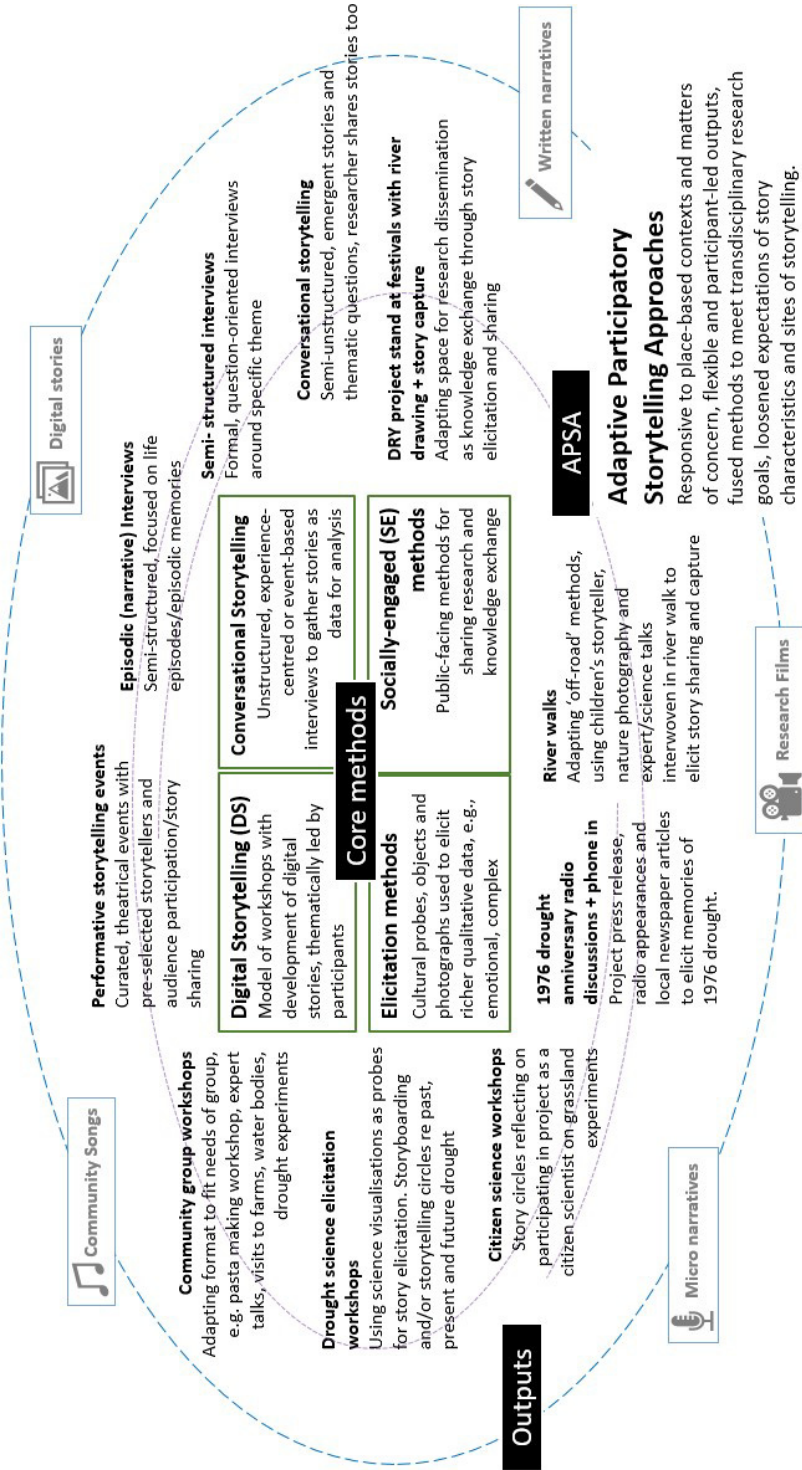 Community Songs
Digital stories
Performative storytelling events
Curated, theatrical events with
pre-selected storytellers and
audience participation/story
sharing
Episodic (narrative) Interviews
Semi-structured, focused on life
episodes/episodic memories
Semi- structured interviews
Formal, question-oriented interviews
around specific theme
Community group workshops
Adapting format to fit needs of group,
e.g. pasta making workshop, expert
talks, visits to farms, water bodies,
drought experiments
Digital Storytelling (DS)
Model of workshops with
development of digital
stories, thematically led by
participants
Conversational Storytelling
Unstructured, experience-
centred or event-based
interviews to gather stories as
data for analysis
Conversational storytelling
Semi-unstructured, emergent stories and
thematic questions, researcher shares stories too
Core methods
Drought science elicitation
workshops
Using science visualisations as probes
for story elicitation. Storyboarding
and/or storytelling circles re past,
present and future drought
Elicitation methods
Cultural probes, objects and
photographs used to elicit
richer qualitative data, e.g.,
emotional, complex
Socially-engaged (SE)
methods
Public-facing methods for
sharing research and
knowledge exchange
DRY project stand at festivals with river
drawing + story capture
Adapting space for research dissemination
as knowledge exchange through story
elicitation and sharing
Written narratives
Citizen science workshops
Story circles reflecting on
participating in project as a
citizen scientist on grassland
experiments
1976 drought
anniversary radio
discussions + phone in
Project press release,
radio appearances and
local newspaper articles
to elicit memories of
1976 drought.
River walks
Adapting ‘off-road’ methods,
using children’s storyteller,
nature photography and
expert/science talks
interwoven in river walk to
elicit story sharing and capture
APSA
Adaptive Participatory
Storytelling Approaches
Responsive to place-based contexts and matters
of concern, flexible and participant-led outputs,
fused methods to meet transdisciplinary research
goals, loosened expectations of story
characteristics and sites of storytelling.
Outputs
Micro narratives
Research Films